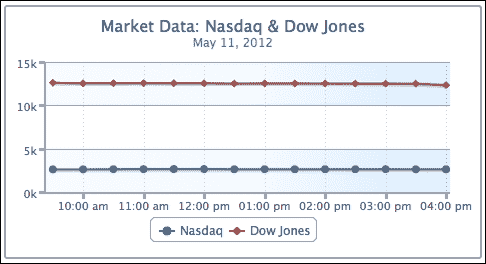 Market Data: Nasdaq & Dow Jones
May 11, 2012
15k
10k
5k
0k
10:00 am 11:00 am 12:00 pm 01:00 pm 02:00 pm 03:00 pm 04:00 pm
Nasdaq Dow Jones